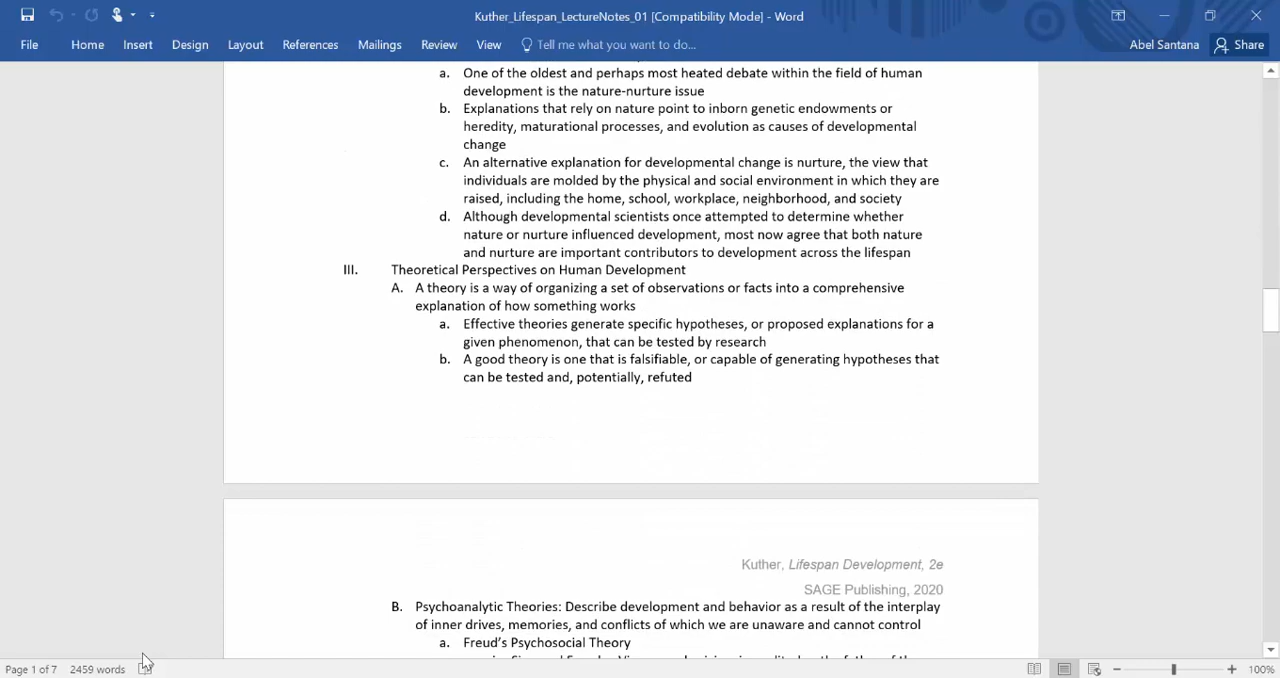 Kuther_Lifespan_LectureNotes_01 [Compatibility Mode] - Word
File Home Insert Design Layout References Mailings Review View Tell me what you want to do... Abel Santana Share
a. One of the oldest and perhaps most heated debate within the field of human
development is the nature-nurture issue
b. Explanations that rely on nature point to inborn genetic endowments or
heredity, maturational processes, and evolution as causes of developmental
change
c. An alternative explanation for developmental change is nurture, the view that
individuals are molded by the physical and social environment in which they are
raised, including the home, school, workplace, neighborhood, and society
d. Although developmental scientists once attempted to determine whether
nature or nurture influenced development, most now agree that both nature
and nurture are important contributors to development across the lifespan
III. Theoretical Perspectives on Human Development
A. A theory is a way of organizing a set of observations or facts into a comprehensive
explanation of how something works
a. Effective theories generate specific hypotheses, or proposed explanations for a
given phenomenon, that can be tested by research
b. A good theory is one that is falsifiable, or capable of generating hypotheses that
can be tested and, potentially, refuted
Kuther, Lifespan Development, 2e
SAGE Publishing, 2020
B. Psychoanalytic Theories: Describe development and behavior as a result of the interplay
of inner drives, memories, and conflicts of which we are unaware and cannot control
a. Freud's Psychosocial Theory
Page 1 of 7 2459 words 100%